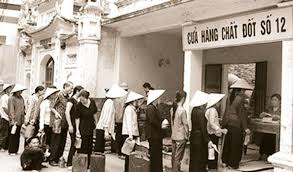 CỬA HÀNG CHẤT ĐỐT SỐ 12